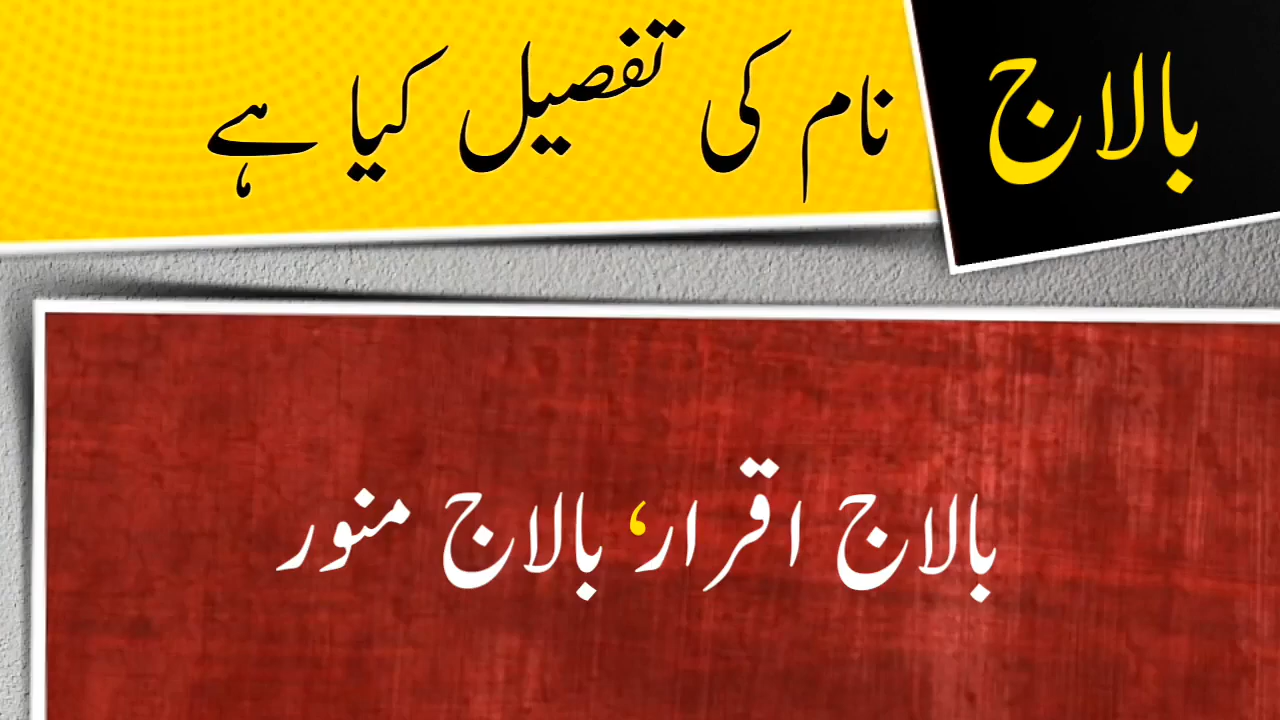 بالاج نام کی تفصیل کیا ہے
بالاج اقرار، بالاج منور